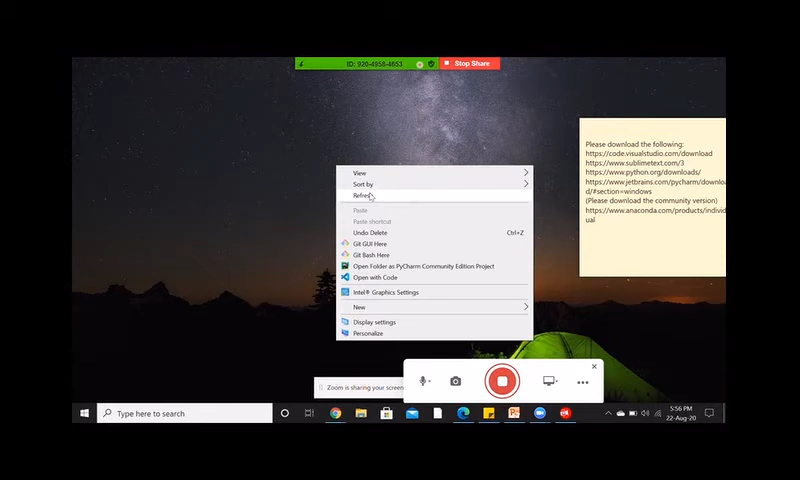 ID: 920-4958-4653
Stop Share
Please download the following:
https://code.visualstudio.com/download
https://www.sublimetext.com/3
https://www.python.org/downloads/
https://www.jetbrains.com/pycharm/downloa
d/#section=windows
(Please download the community version)
https://www.anaconda.com/products/individ
ual
View
Sort by
Refresh
Paste
Paste shortcut
Undo Delete Ctrl+Z
Git GUI Here
Git Bash Here
Open Folder as PyCharm Community Edition Project
Open with Code
Intel® Graphics Settings
New
Display settings
Personalize
Zoom is sharing your screen
Type here to search
5:56 PM
22-Aug-20